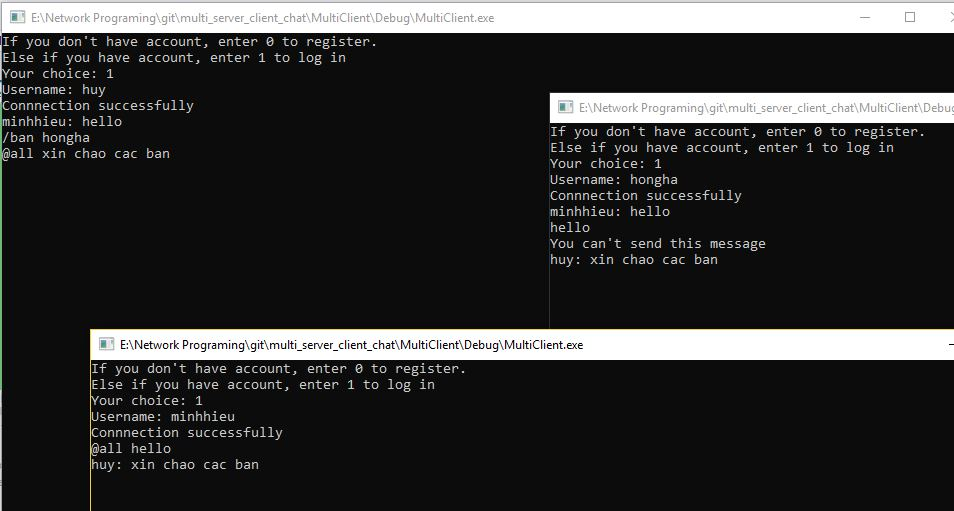 E:\Network Programing\git\multi_server_client_chat\MultiClient\Debug\MultiClient.exe
If you don't have account, enter 0 to register.
Else if you have account, enter 1 to log in
Your choice: 1
Username: huy
Connnection successfully
minhhieu: hello
/ban hongha
@all xin chao cac ban
E:\Network Programing\git\multi_server_client_chat\MultiClient\Debug
If you don't have account, enter 0 to register.
Else if you have account, enter 1 to log in
Your choice: 1
Username: hongha
Connnection successfully
minhhieu: hello
hello
You can't send this message
huy: xin chao cac ban
E:\Network Programing\git\multi_server_client_chat\MultiClient\Debug\MultiClient.exe
If you don't have account, enter 0 to register.
Else if you have account, enter 1 to log in
Your choice: 1
Username: minhhieu
Connnection successfully
@all hello
huy: xin chao cac ban